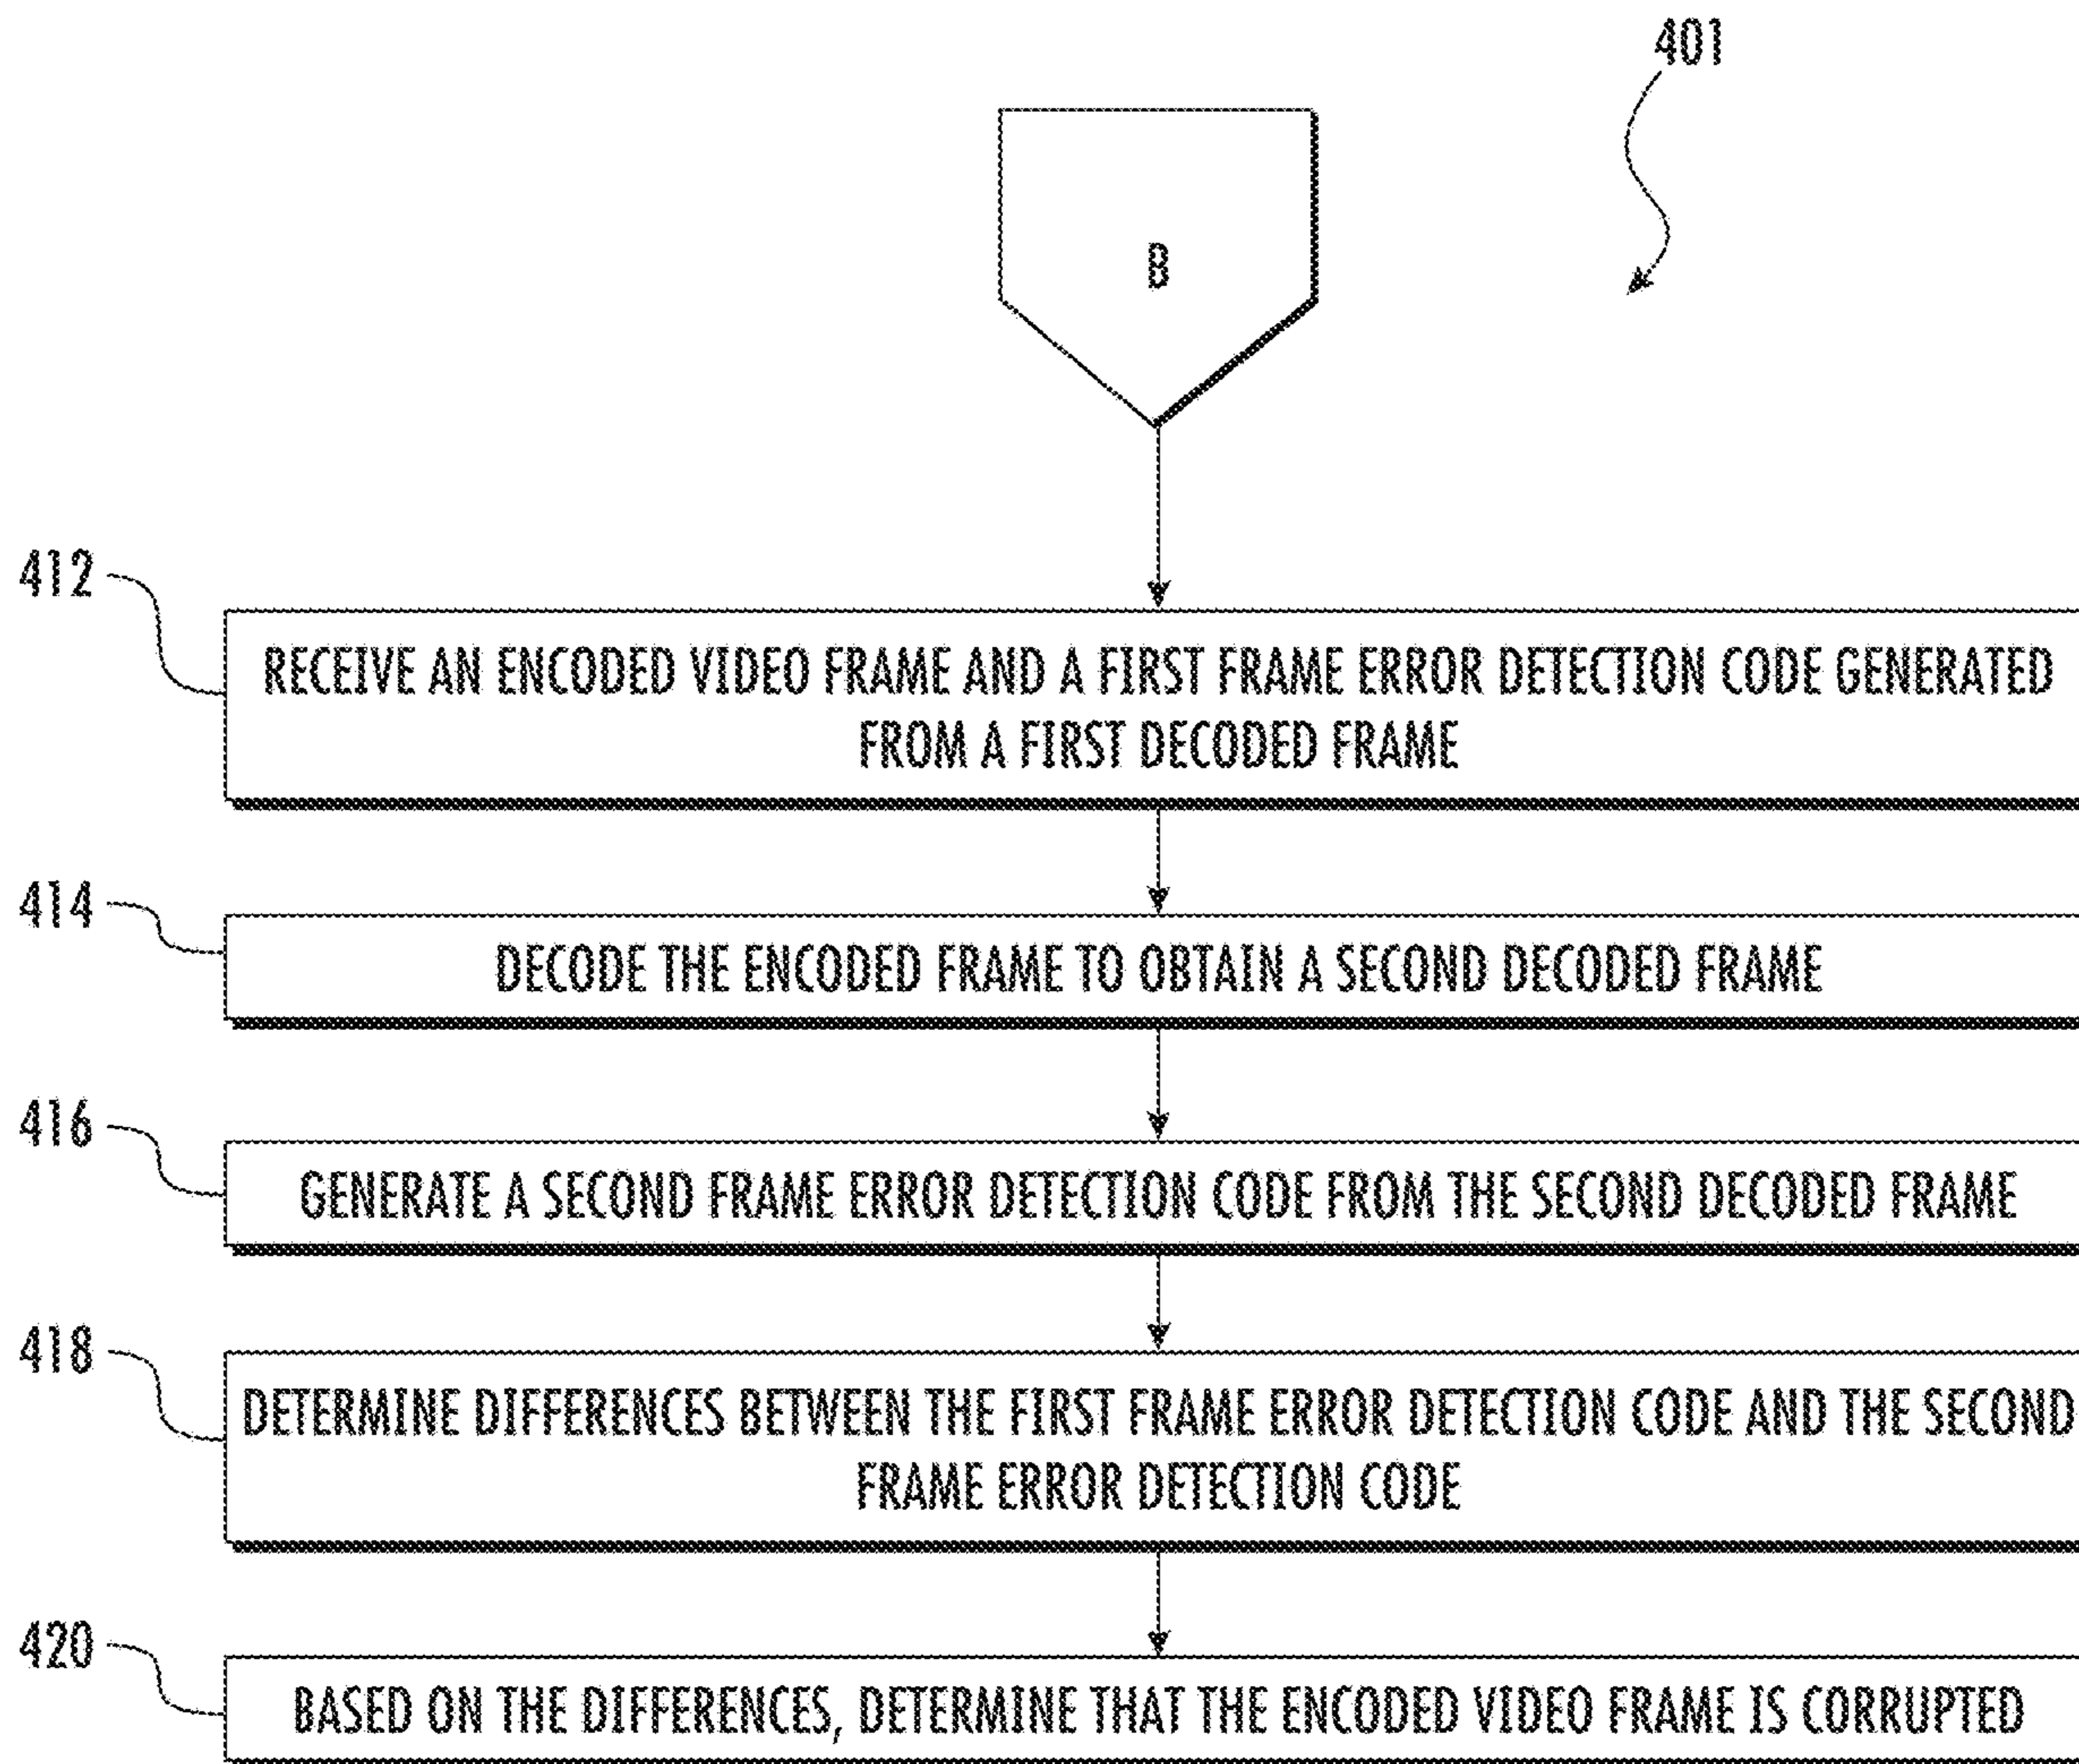 401
B
412
RECEIVE AN ENCODED VIDEO FRAME AND A FIRST FRAME ERROR DETECTION CODE GENERATED
FROM A FIRST DECODED FRAME
414
DECODE THE ENCODED FRAME TO OBTAIN A SECOND DECODED FRAME
416
GENERATE A SECOND FRAME ERROR DETECTION CODE FROM THE SECOND DECODED FRAME
418
DETERMINE DIFFERENCES BETWEEN THE FIRST FRAME ERROR DETECTION CODE AND THE SECOND
FRAME ERROR DETECTION CODE
420
BASED ON THE DIFFERENCES, DETERMINE THAT THE ENCODED VIDEO FRAME IS CORRUPTED